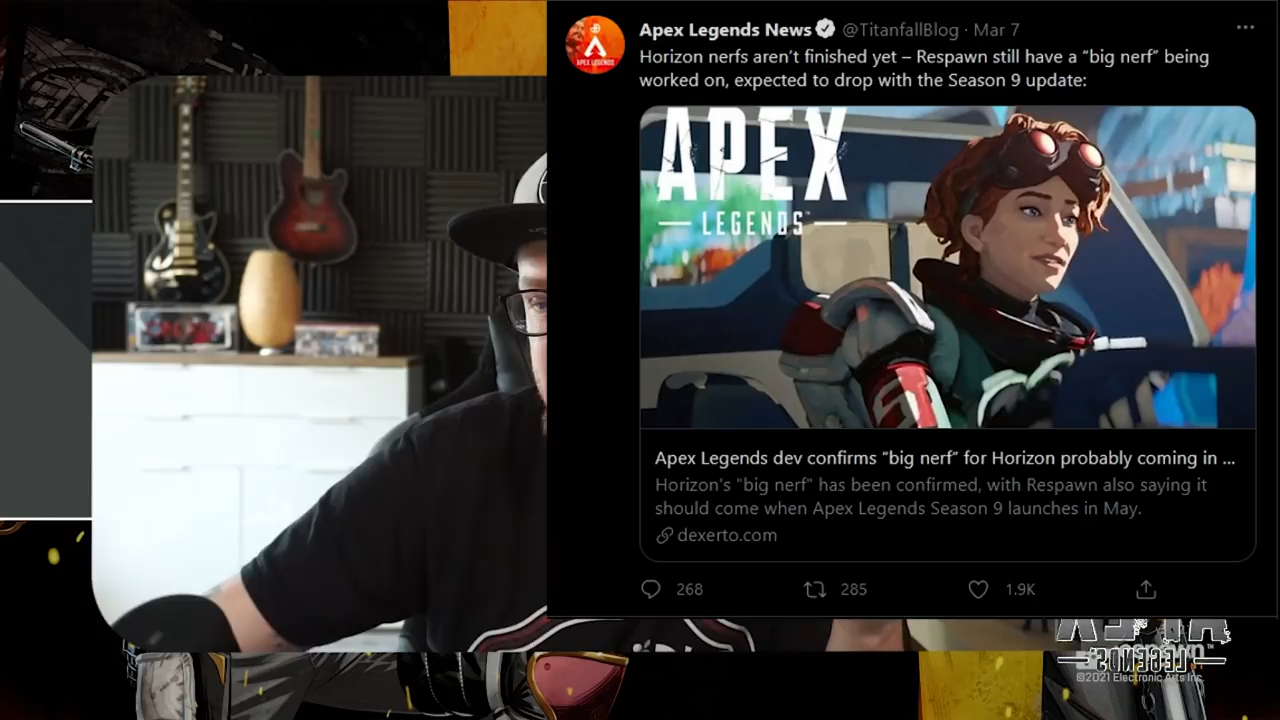 Apex Legends News @TitanfallBlog · Mar 7
Horizon nerfs aren’t finished yet – Respawn still have a “big nerf” being
worked on, expected to drop with the Season 9 update:
APEX
LEGENDS
Apex Legends dev confirms “big nerf” for Horizon probably coming in ...
Horizon's "big nerf" has been confirmed, with Respawn also saying it
should come when Apex Legends Season 9 launches in May.
dexerto.com
268 285 1.9K
LEGENDS
©2021 Electronic Arts Inc.